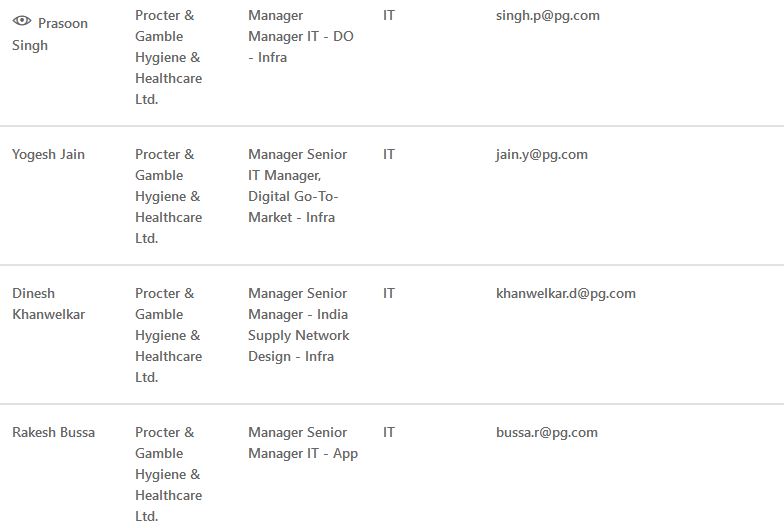 Prasoon
Singh
Procter &
Gamble
Hygiene &
Healthcare
Ltd.
Manager
Manager IT - DO
- Infra
IT
singh.p@pg.com
Yogesh Jain
Procter &
Gamble
Hygiene &
Healthcare
Ltd.
Manager Senior
IT Manager,
Digital Go-To-
Market - Infra
IT
jain.y@pg.com
Dinesh
Khanwelkar
Procter &
Gamble
Hygiene &
Healthcare
Ltd.
Manager Senior
Manager - India
Supply Network
Design - Infra
IT
khanwelkar.d@pg.com
Rakesh Bussa
Procter &
Gamble
Hygiene &
Healthcare
Ltd.
Manager Senior
Manager IT - App
IT
bussa.r@pg.com